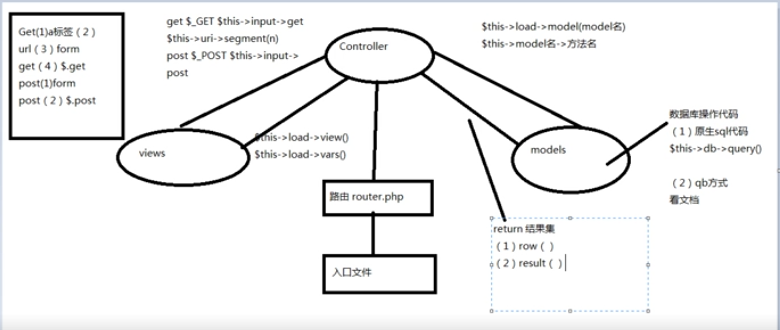 Get(1)a标签（2）
url（3）form
get（4）$.get
post(1)form
post（2）$.post
get $_GET $this->input->get
$this->uri->segment(n)
post $_POST $this->input->
post
Controller
$this->load->model(model名)
$this->model名->方法名
views
$this->load->view()
$this->load->vars()
models
数据库操作代码
（1）原生sql代码
$this->db->query()
（2）qb方式
看文档
路由 router.php
入口文件
return 结果集
（1）row（ ）
（2）result（ ）